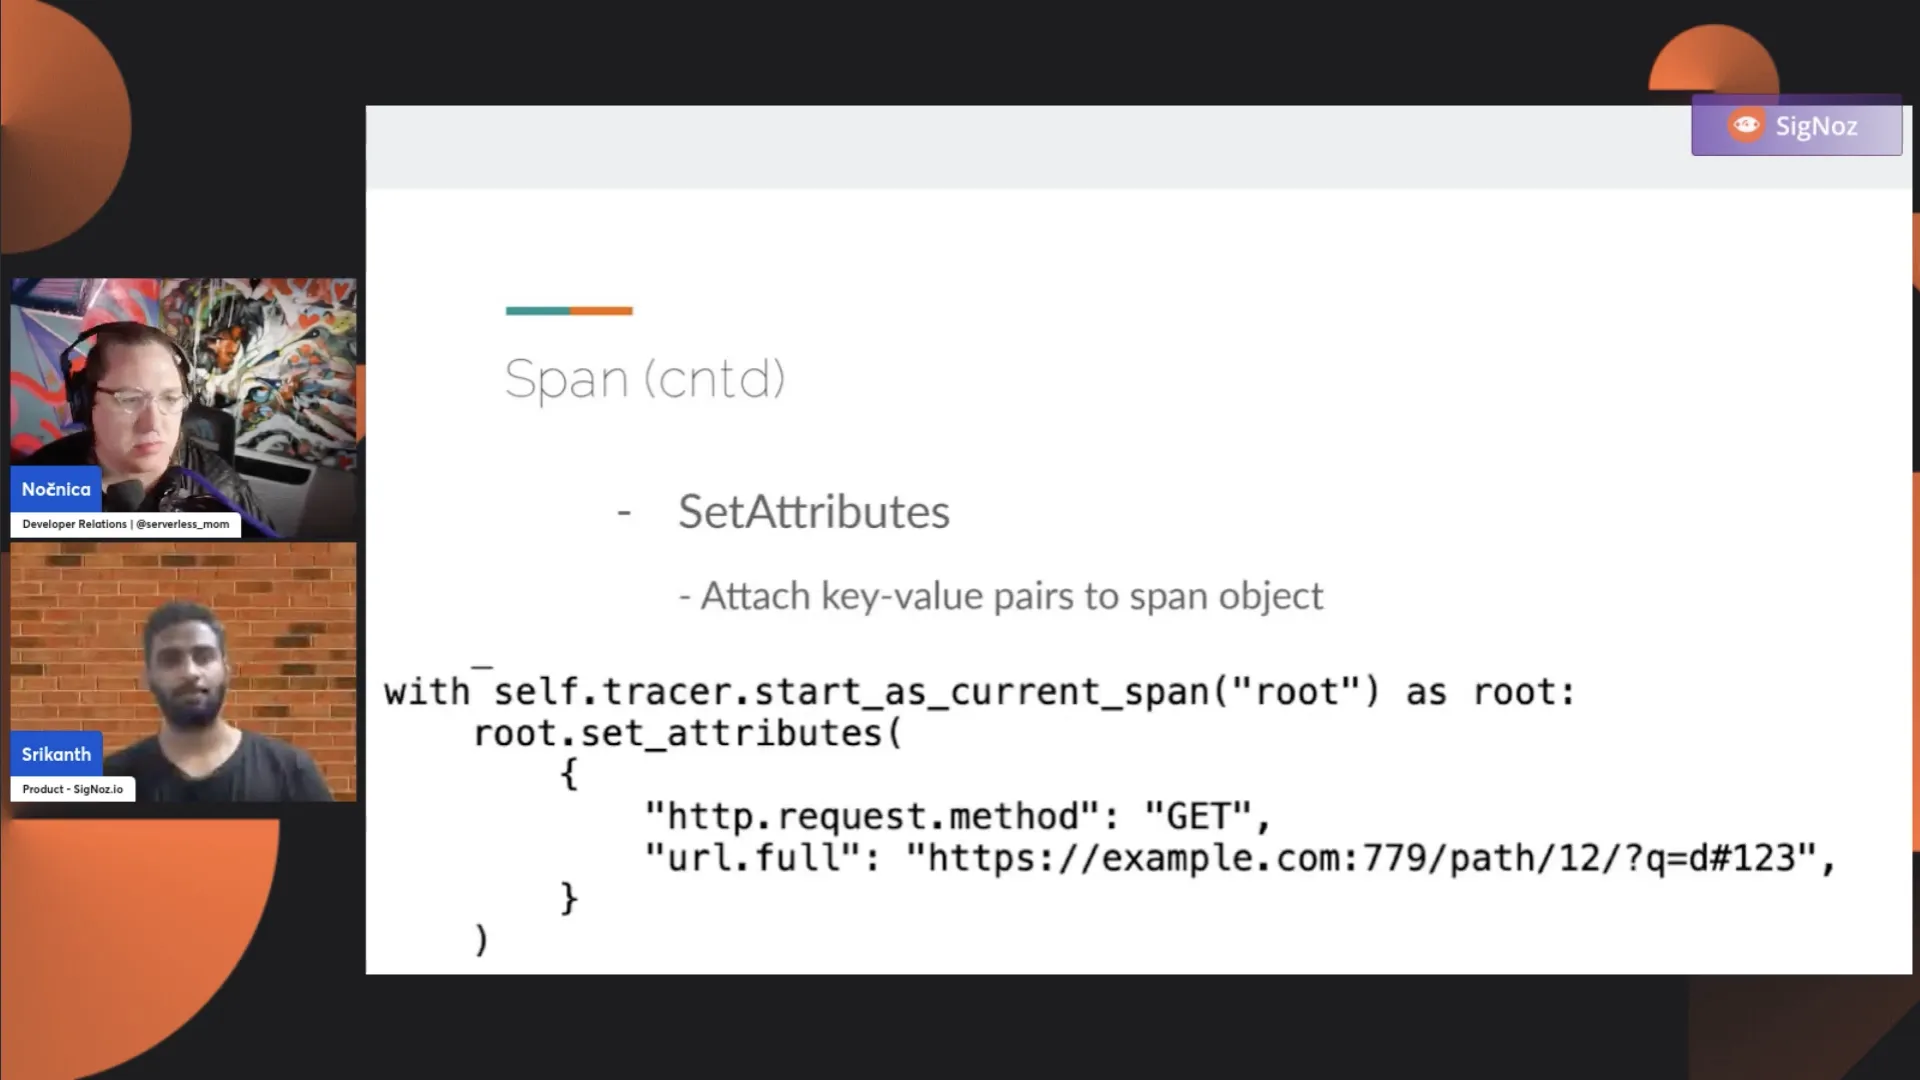 SigNoz
Span (cntd)
- SetAttributes
- Attach key-value pairs to span object
with self.tracer.start_as_current_span("root") as root:
root.set_attributes(
{
"http.request.method": "GET",
"url.full": "https://example.com:779/path/12/?q=d#123",
}
)
Nočnica
Developer Relations | @serverless_mom
Srikanth
Product - SigNoz.io